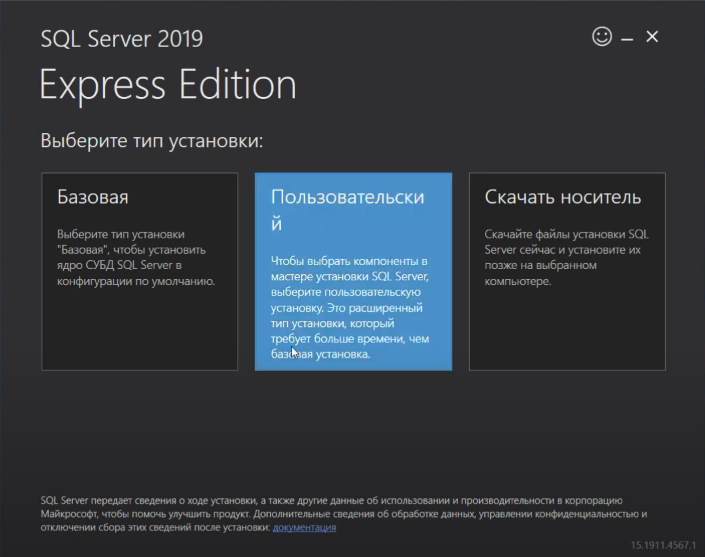 SQL Server 2019
Express Edition
Выберите тип установки:
Базовая
Выберите тип установки
"Базовая", чтобы установить
ядро СУБД SQL Server в
конфигурации по умолчанию.
Пользовательски
й
Чтобы выбрать компоненты в
мастере установки SQL Server,
выберите пользовательскую
установку. Это расширенный
тип установки, который
требует больше времени, чем
базовая установка.
Скачать носитель
Скачайте файлы установки SQL
Server сейчас и установите их
позже на выбранном
компьютере.
SQL Server передает сведения о ходе установки, а также другие данные об использовании и производительности в корпорацию
Майкрософт, чтобы помочь улучшить продукт. Дополнительные сведения об обработке данных, управлении конфиденциальностью и
отключении сбора этих сведений после установки: документация
15.1911.4567.1